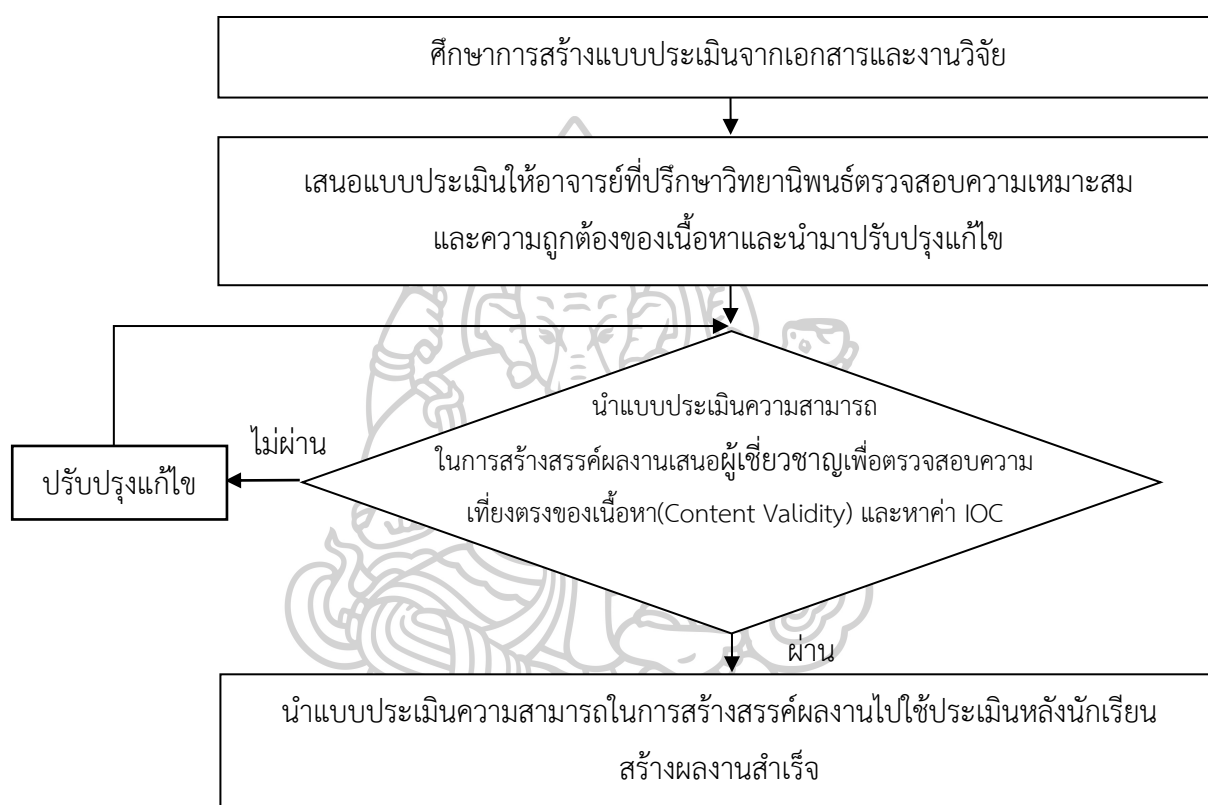 ศึกษาการสร้างแบบประเมินจากเอกสารและงานวิจัย
เสนอแบบประเมินให้อาจารย์ที่ปรึกษาวิทยานิพนธ์ตรวจสอบความเหมาะสม
และความถูกต้องของเนื้อหาและนำมาปรับปรุงแก้ไข
นำแบบประเมินความสามารถ
ในการสร้างสรรค์ผลงานเสนอผู้เชี่ยวชาญเพื่อตรวจสอบความ
เที่ยงตรงของเนื้อหา(Content Validity) และหาค่า IOC
ไม่ผ่าน
ปรับปรุงแก้ไข
ผ่าน
นำแบบประเมินความสามารถในการสร้างสรรค์ผลงานไปใช้ประเมินหลังนักเรียน
สร้างผลงานสำเร็จ